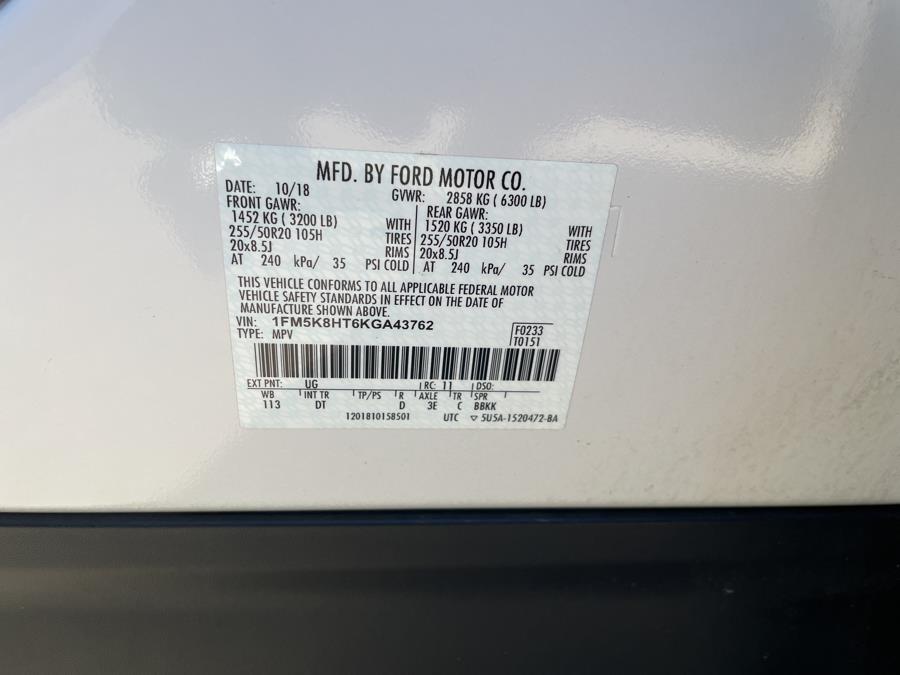 MFD. BY FORD MOTOR CO.
DATE: 10/18 GVWR: 2858 KG ( 6300 LB)
FRONT GAWR: REAR GAWR:
1452 KG ( 3200 LB) WITH 1520 KG ( 3350 LB) WITH
255/50R20 105H TIRES 255/50R20 105H TIRES
20x8.5J RIMS 20x8.5J RIMS
AT 240 kPa/ 35 PSI COLD AT 240 kPa/ 35 PSI COLD
THIS VEHICLE CONFORMS TO ALL APPLICABLE FEDERAL MOTOR
VEHICLE SAFETY STANDARDS IN EFFECT ON THE DATE OF
MANUFACTURE SHOWN ABOVE.
VIN: 1FM5K8HT6KGA43762 F0233
TYPE: MPV T0151
EXT PNT: UG RC: 11 DSO:
WB INT TR TP/PS R AXLE TR SPR
113 DT D 3E C BBKK
1201810158501 UTC ▽ 5U5A-1520472-BA